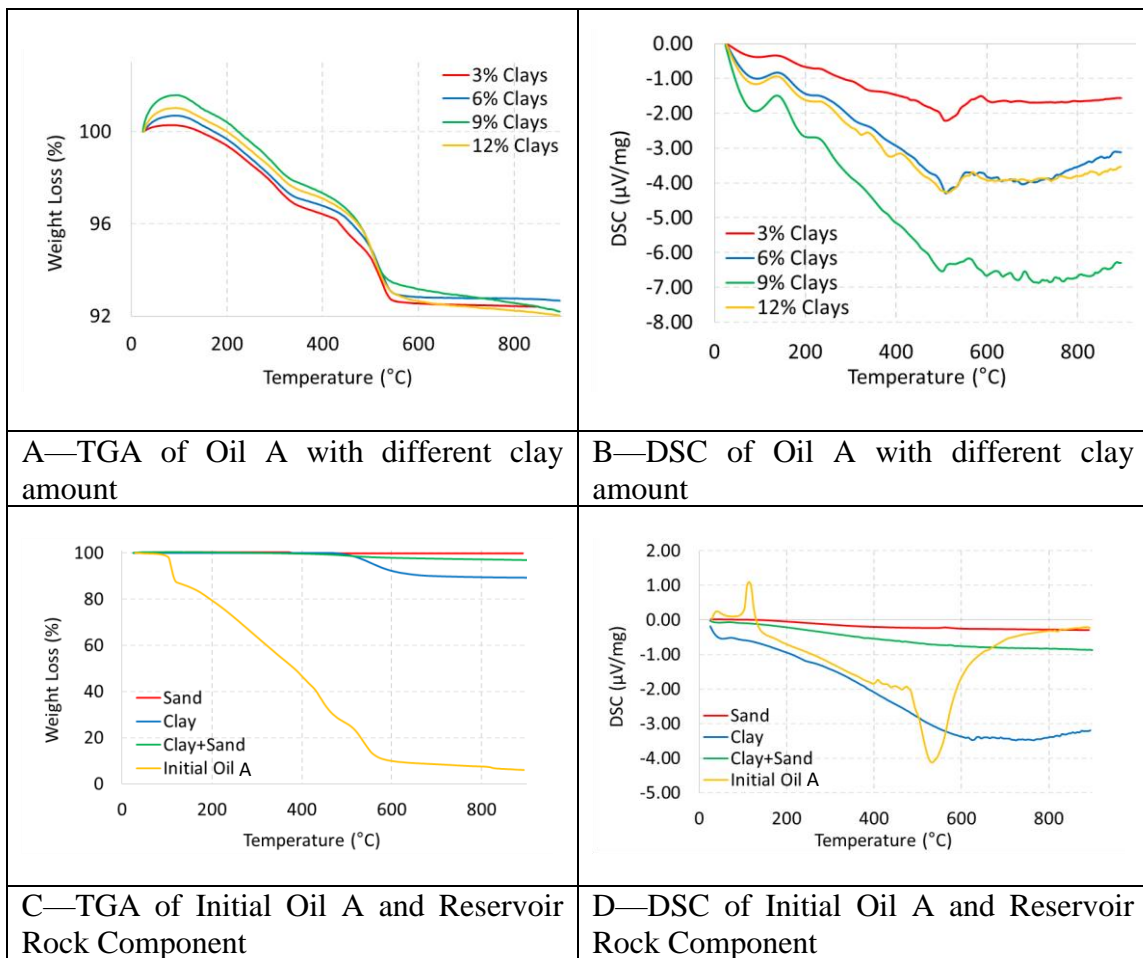 3% Clays
6% Clays
9% Clays
12% Clays
100
96
92
Weight Loss (%)
0
200
400
600
800
Temperature (°C)
0.00
-1.00
-2.00
-3.00
-4.00
-5.00
-6.00
-7.00
-8.00
DSC (µV/mg)
3% Clays
6% Clays
9% Clays
12% Clays
0
200
400
600
800
Temperature (°C)
A—TGA of Oil A with different clay
amount
B—DSC of Oil A with different clay
amount
100
80
60
40
20
0
Weight Loss (%)
Sand
Clay
Clay+Sand
Initial Oil A
0
200
400
600
800
Temperature (°C)
2.00
1.00
0.00
-1.00
-2.00
-3.00
-4.00
-5.00
DSC (µV/mg)
Sand
Clay
Clay+Sand
Initial Oil A
0
200
400
600
800
Temperature (°C)
C—TGA of Initial Oil A and Reservoir
Rock Component
D—DSC of Initial Oil A and Reservoir
Rock Component